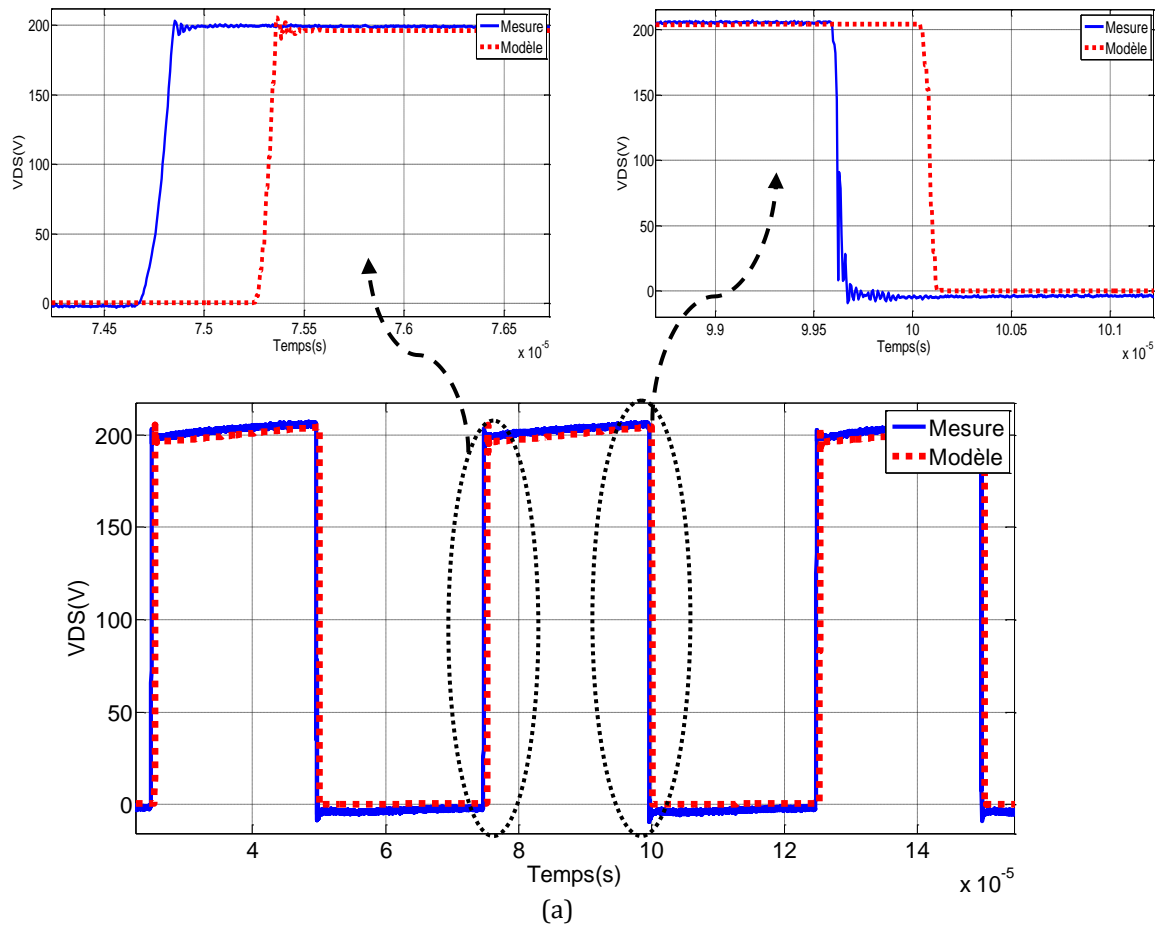 200
150
100
50
0
VDS(V)
Mesure
Modèle
7.45 7.5 7.55 7.6 7.65
Temps(s)
x 10⁻⁵
200
150
100
50
0
VDS(V)
Mesure
Modèle
9.9 9.95 10 10.05 10.1
Temps(s)
x 10⁻⁵
200
150
100
50
0
VDS(V)
Mesure
Modèle
4 6 8 10 12 14
Temps(s)
x 10⁻⁵
(a)